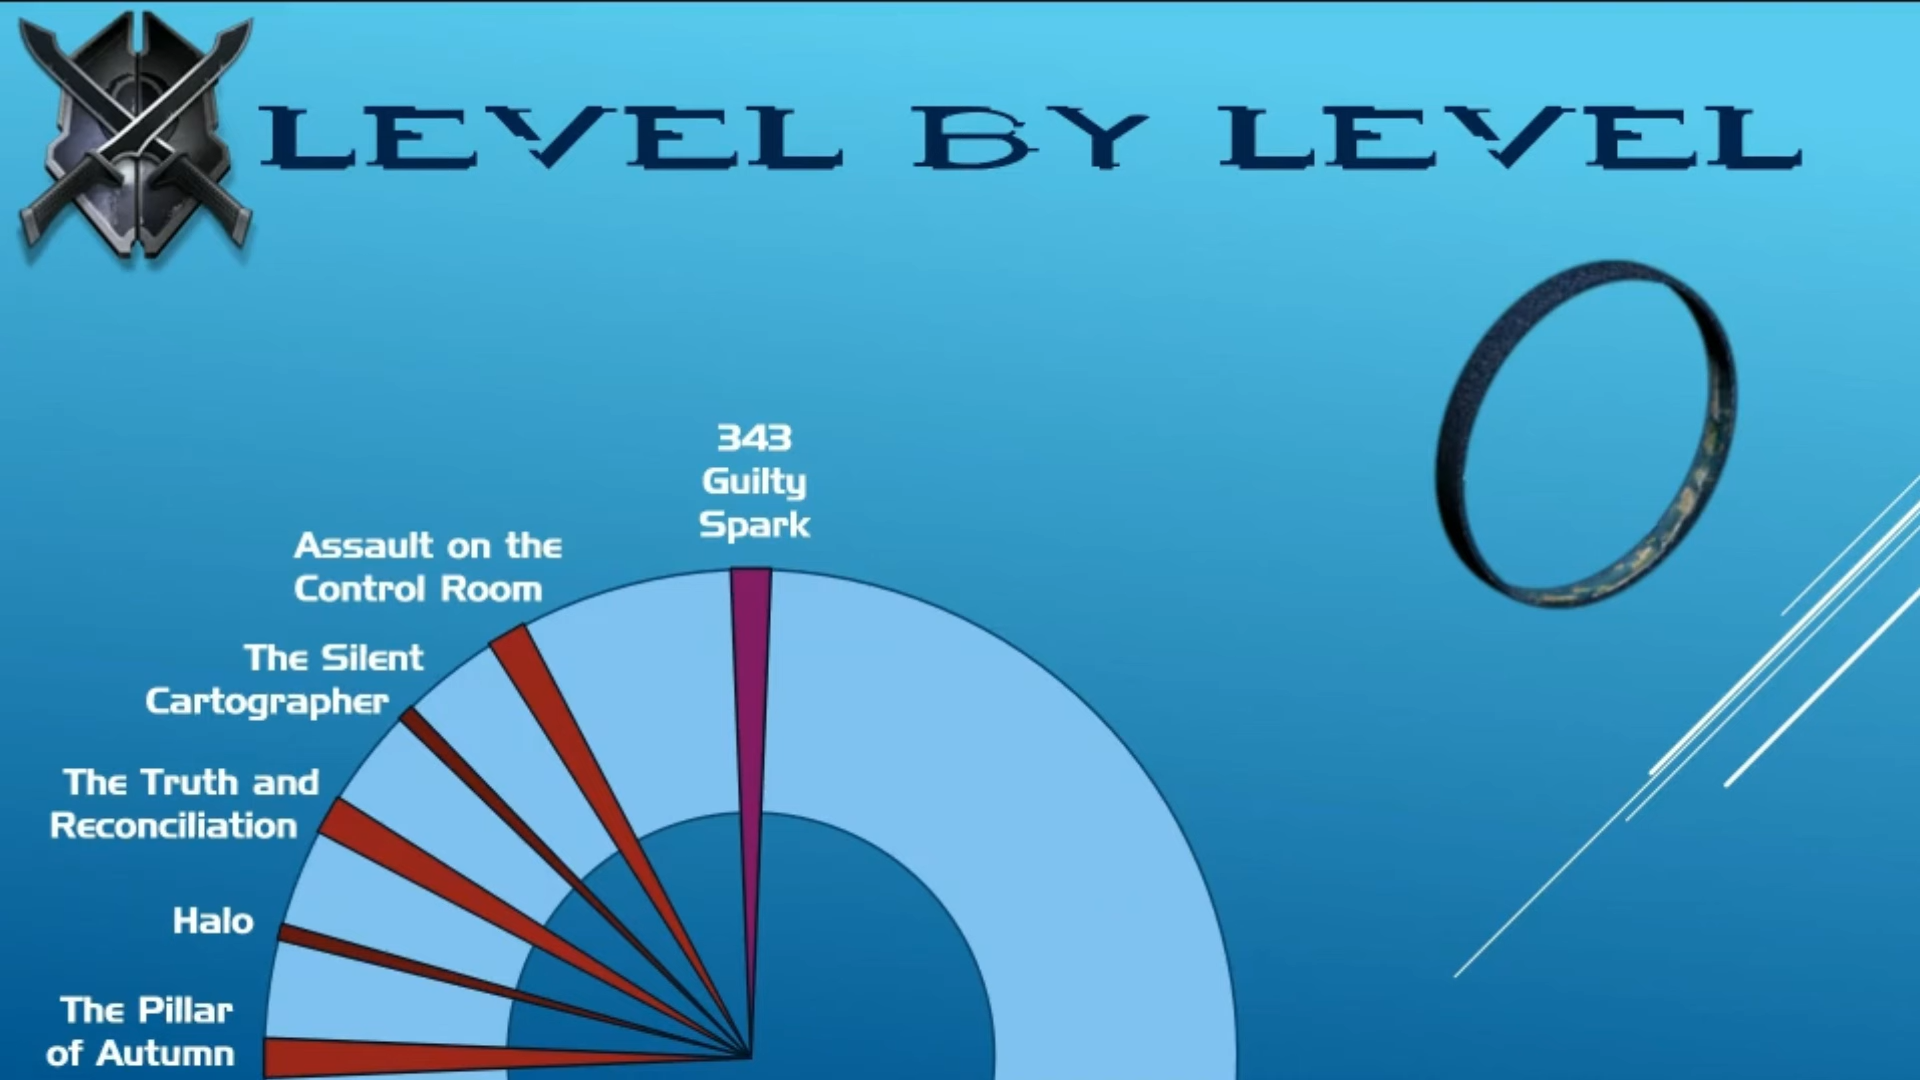 LEVEL BY LEVEL
343
Guilty
Spark
Assault on the
Control Room
The Silent
Cartographer
The Truth and
Reconciliation
Halo
The Pillar
of Autumn